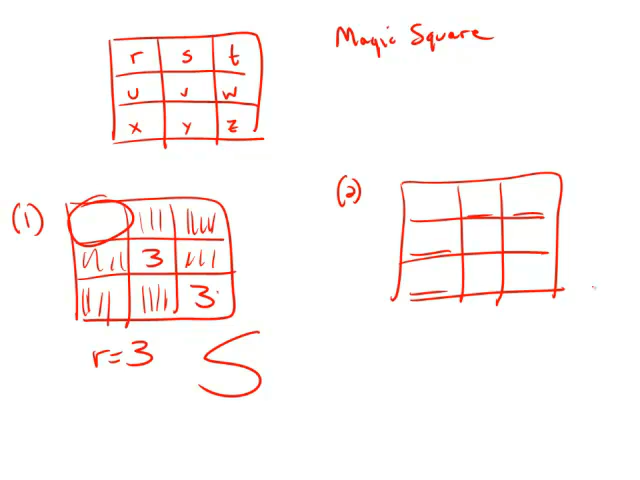 Magic Square
r s t
u v w
x y z
(1)
3
3
r=3
S
(2)